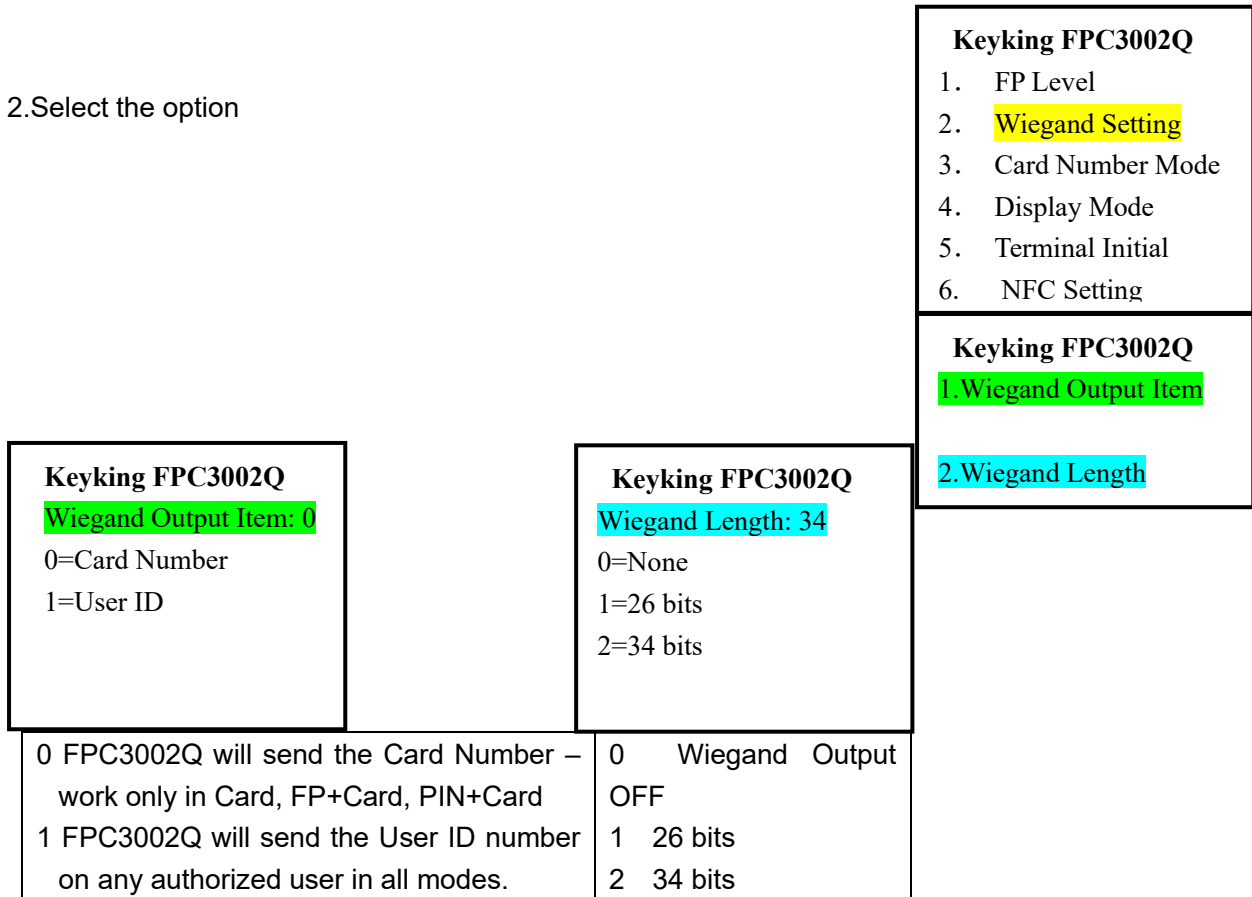 2.Select the option
Keyking FPC3002Q
1. FP Level
2. Wiegand Setting
3. Card Number Mode
4. Display Mode
5. Terminal Initial
6. NFC Setting
Keyking FPC3002Q
1.Wiegand Output Item
2.Wiegand Length
Keyking FPC3002Q
Wiegand Output Item: 0
0=Card Number
1=User ID
Keyking FPC3002Q
Wiegand Length: 34
0=None
1=26 bits
2=34 bits
0 FPC3002Q will send the Card Number –
work only in Card, FP+Card, PIN+Card
1 FPC3002Q will send the User ID number
on any authorized user in all modes.
0 Wiegand Output
OFF
1 26 bits
2 34 bits